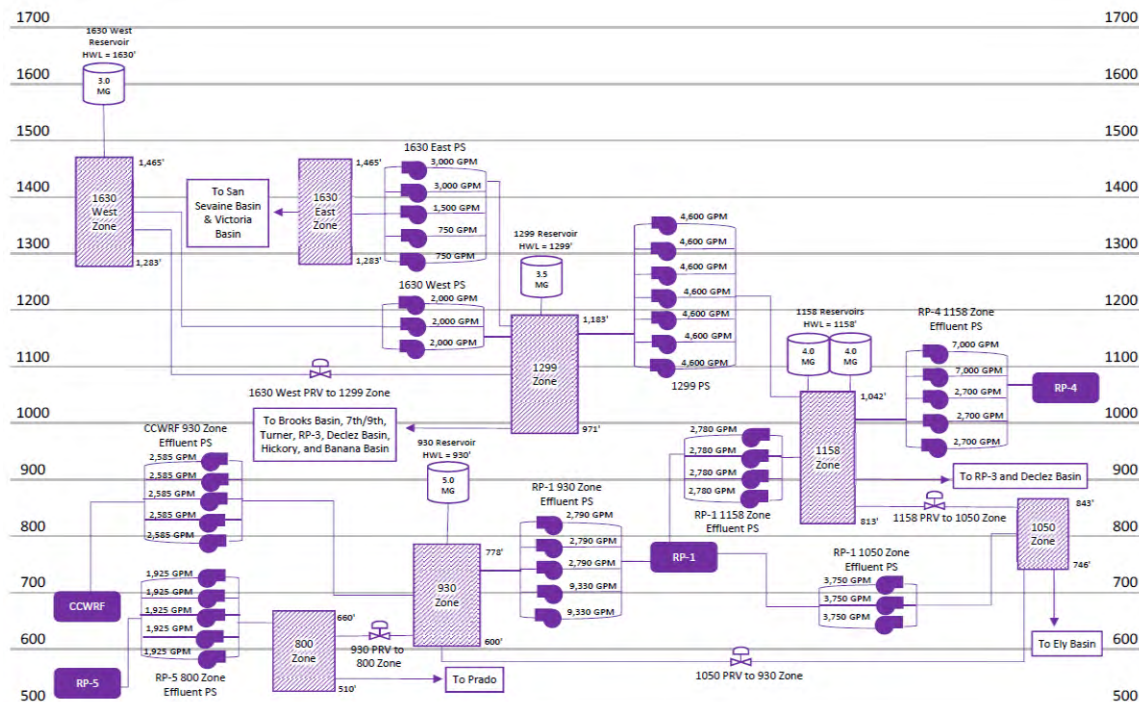 1700
1700
1630 West
Reservoir
HWL = 1630'
3.0
MG
1600
1600
1500
1500
1,465'
1630
West
Zone
1,283'
To San
Sevaine Basin
& Victoria
Basin
1,465'
1630
East
Zone
1,283'
1630 East PS
3,000 GPM
3,000 GPM
1,500 GPM
750 GPM
750 GPM
1400
1400
1300
1300
1630 West PS
2,000 GPM
2,000 GPM
2,000 GPM
1299 Reservoir
HWL = 1299'
3.5
MG
1,183'
1299
Zone
971'
4,600 GPM
4,600 GPM
4,600 GPM
4,600 GPM
4,600 GPM
4,600 GPM
4,600 GPM
1299 PS
1200
1200
1158 Reservoirs
HWL = 1158'
4.0
MG
4.0
MG
1,042'
1158
Zone
813'
RP-4 1158 Zone
Effluent PS
7,000 GPM
7,000 GPM
2,700 GPM
2,700 GPM
2,700 GPM
RP-4
1100
1100
1630 West PRV to 1299 Zone
1000
1000
To Brooks Basin, 7th/9th,
Turner, RP-3, Declez Basin,
Hickory, and Banana Basin
CCWRF 930 Zone
Effluent PS
2,585 GPM
2,585 GPM
2,585 GPM
2,585 GPM
2,585 GPM
930 Reservoir
HWL = 930'
5.0
MG
2,780 GPM
2,780 GPM
2,780 GPM
2,780 GPM
RP-1 1158 Zone
Effluent PS
To RP-3 and Declez Basin
900
900
1158 PRV to 1050 Zone
843'
1050
Zone
746'
RP-1 930 Zone
Effluent PS
2,790 GPM
2,790 GPM
2,790 GPM
9,330 GPM
9,330 GPM
800
800
778'
930
Zone
600'
RP-1
RP-1 1050 Zone
Effluent PS
3,750 GPM
3,750 GPM
3,750 GPM
700
700
CCWRF
1,925 GPM
1,925 GPM
1,925 GPM
1,925 GPM
1,925 GPM
RP-5 800 Zone
Effluent PS
660'
800
Zone
510'
930 PRV to
800 Zone
600
600
To Ely Basin
1050 PRV to 930 Zone
RP-5
To Prado
500
500